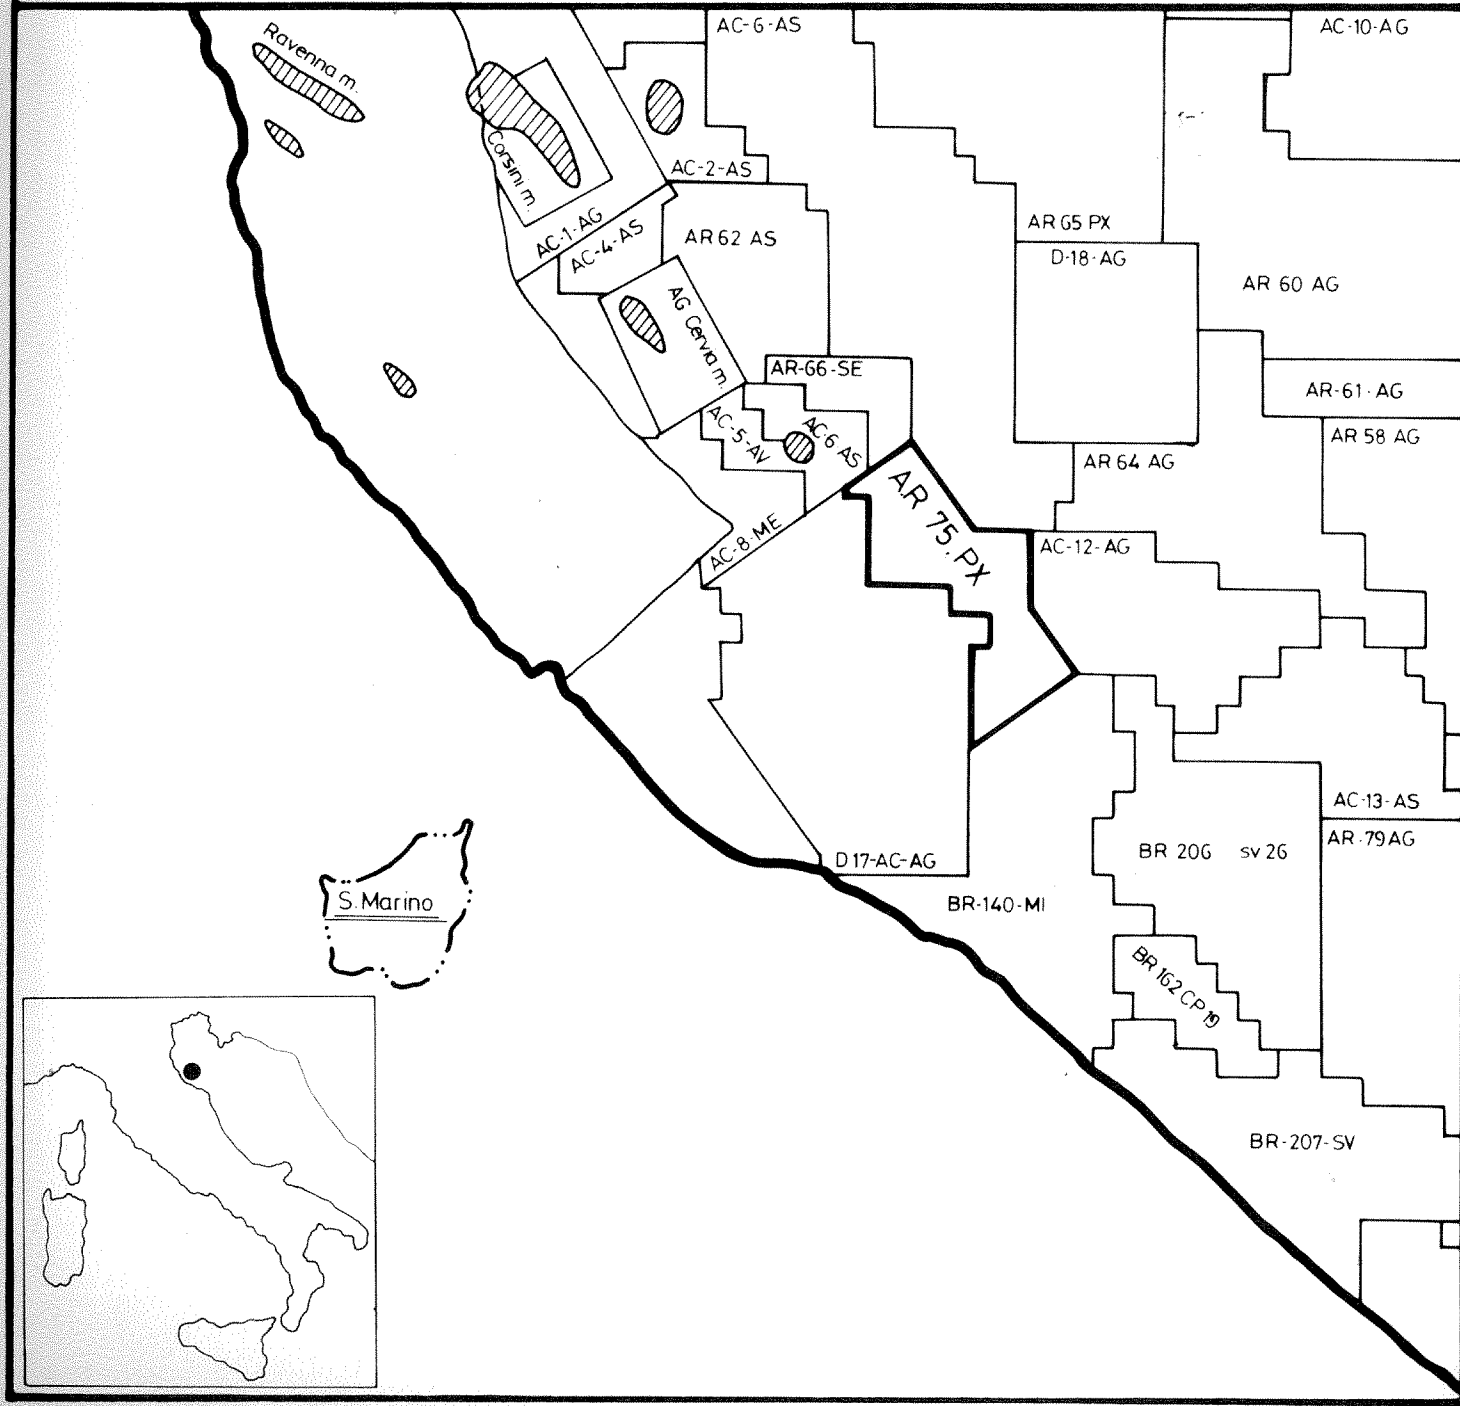 AC-6-AS
AC-10-AG
Ravenna m.
Corsini m.
AC-2-AS
AC-1-AG
AC-4-AS
AR 62 AS
AR 65 PX
D-18-AG
AR 60 AG
AG Cervia m.
AR-66-SE
AR-61-AG
AC-5-AV
AC-6 AS
AR 58 AG
AR 64 AG
AR 75.PX
AC-8-ME
AC-12-AG
AC-13-AS
AR-79AG
D17-AC-AG
BR 206 SV 26
S.Marino
BR-140-MI
BR 162 CP 19
BR-207-SV